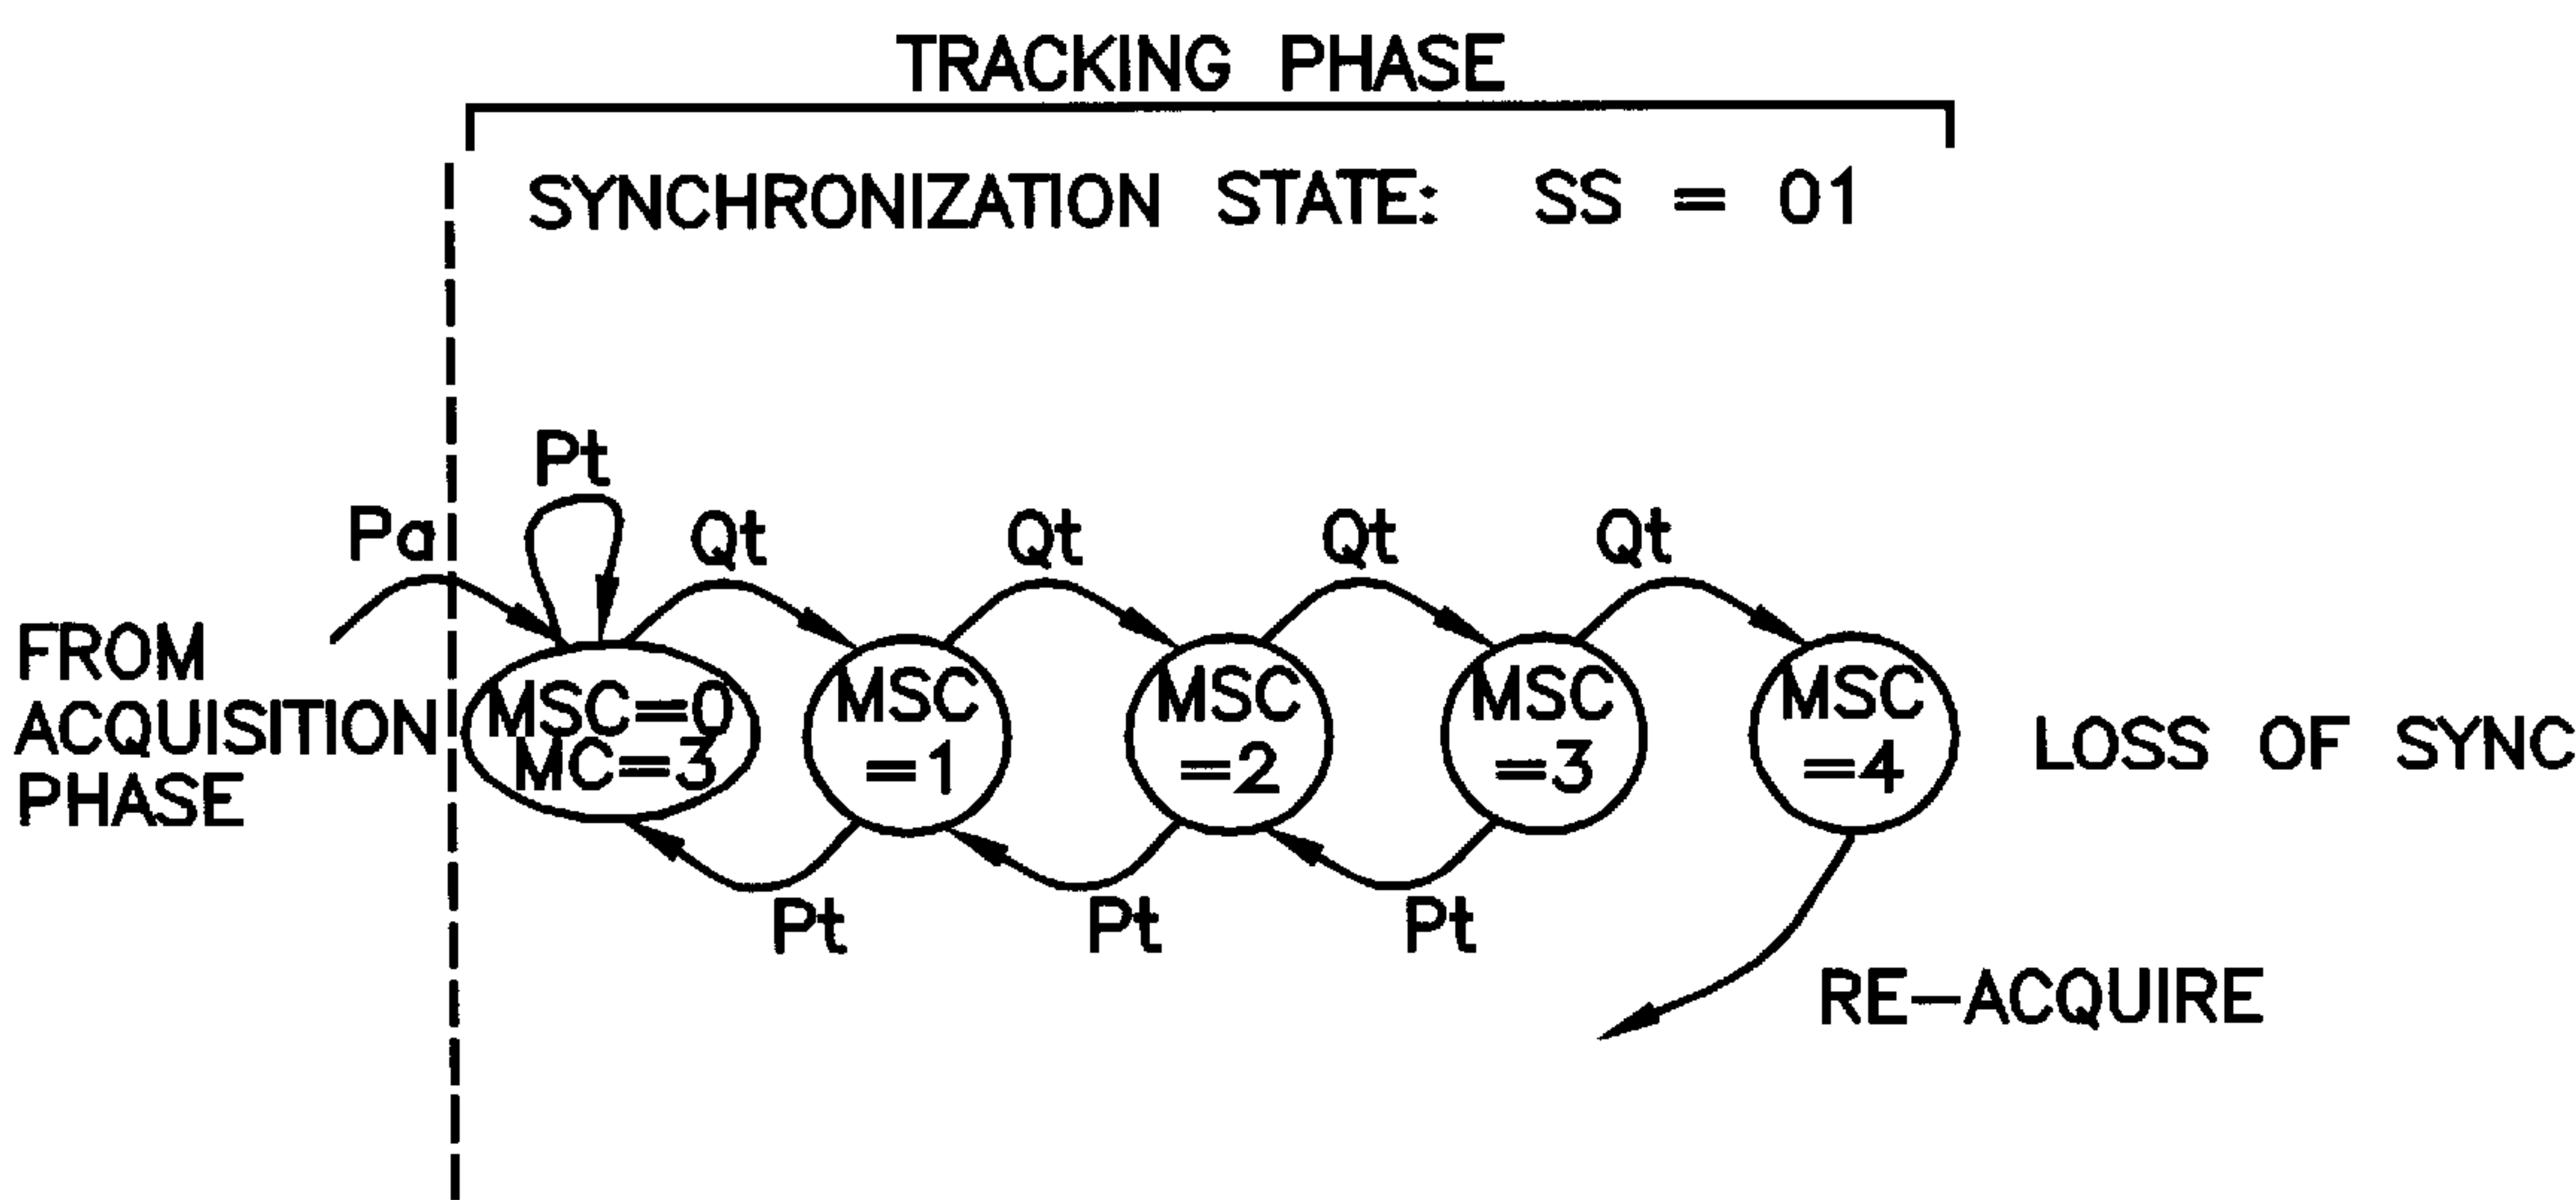 TRACKING PHASE
SYNCHRONIZATION STATE: SS = 01
Pt
Pa
Qt
Qt
Qt
Qt
FROM
ACQUISITION
PHASE
MSC=0
MC=3
MSC
=1
MSC
=2
MSC
=3
MSC
=4
LOSS OF SYNC
Pt
Pt
Pt
RE-ACQUIRE